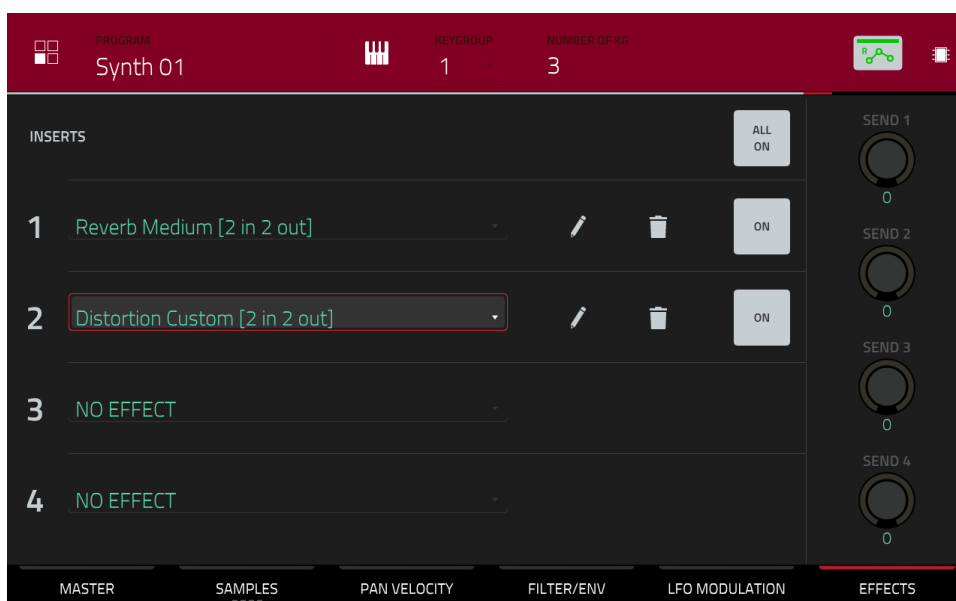 PROGRAM
Synth 01
KEYGROUP
1
NUMBER OF KG
3
R
INSERTS
ALL
ON
1 Reverb Medium [2 in 2 out] ON
2 Distortion Custom [2 in 2 out] ON
3 NO EFFECT
4 NO EFFECT
SEND 1
0
SEND 2
0
SEND 3
0
SEND 4
0
MASTER SAMPLES PAN VELOCITY FILTER/ENV LFO MODULATION EFFECTS